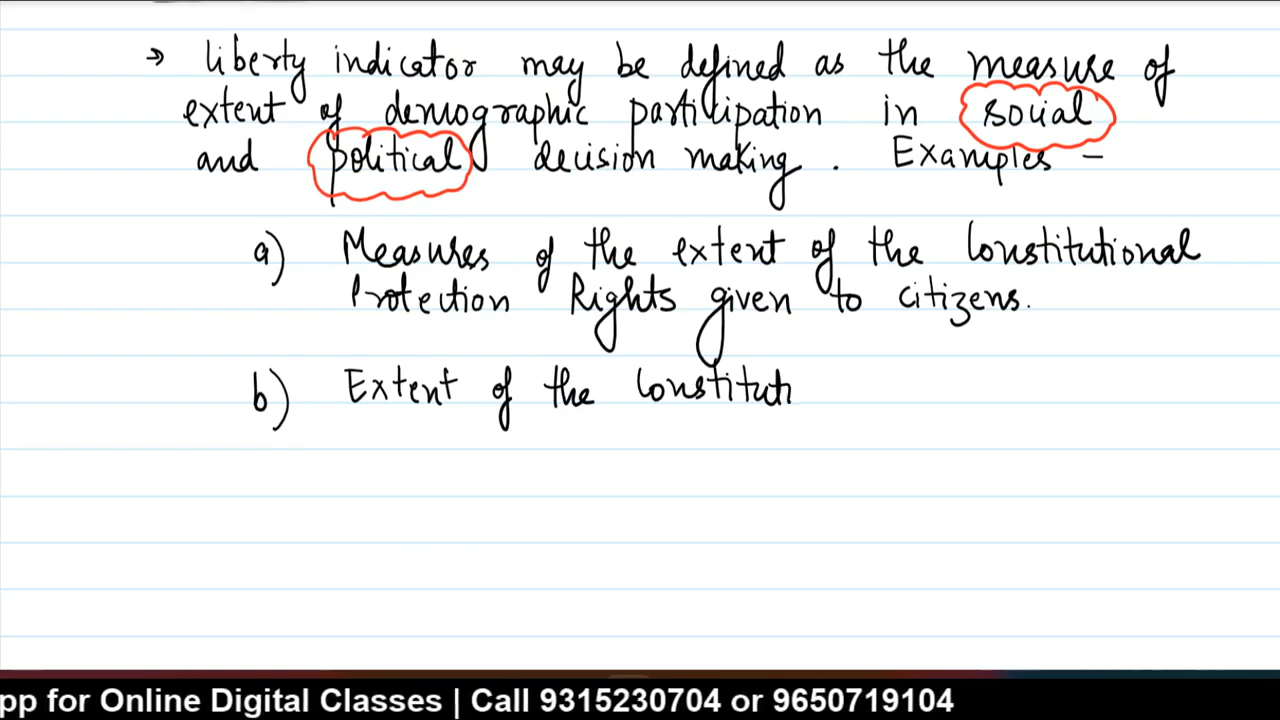 → Liberty indicator may be defined as the measure of
extent of demographic participation in social
and political decision making. Examples –
a) Measures of the extent of the Constitutional
Protection Rights given to citizens.
b) Extent of the Constituti
pp for Online Digital Classes | Call 9315230704 or 9650719104